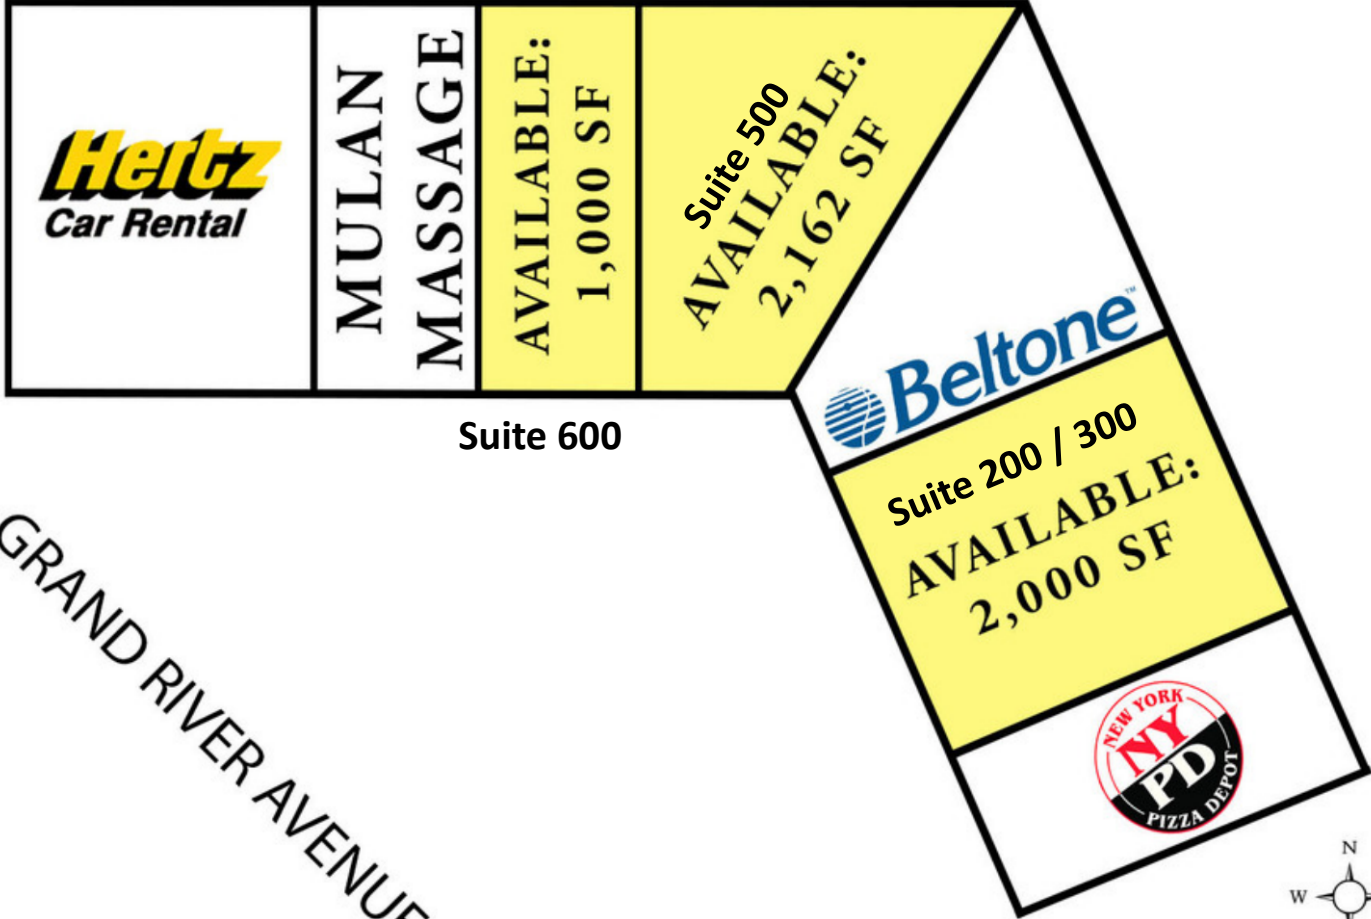 Hertz
Car Rental
MULAN
MASSAGE
AVAILABLE:
1,000 SF
Suite 500
AVAILABLE:
2,162 SF
Beltone™
Suite 600
Suite 200 / 300
AVAILABLE:
2,000 SF
NEW YORK
NY
PD
PIZZA DEPOT
GRAND RIVER AVENUE
N
W